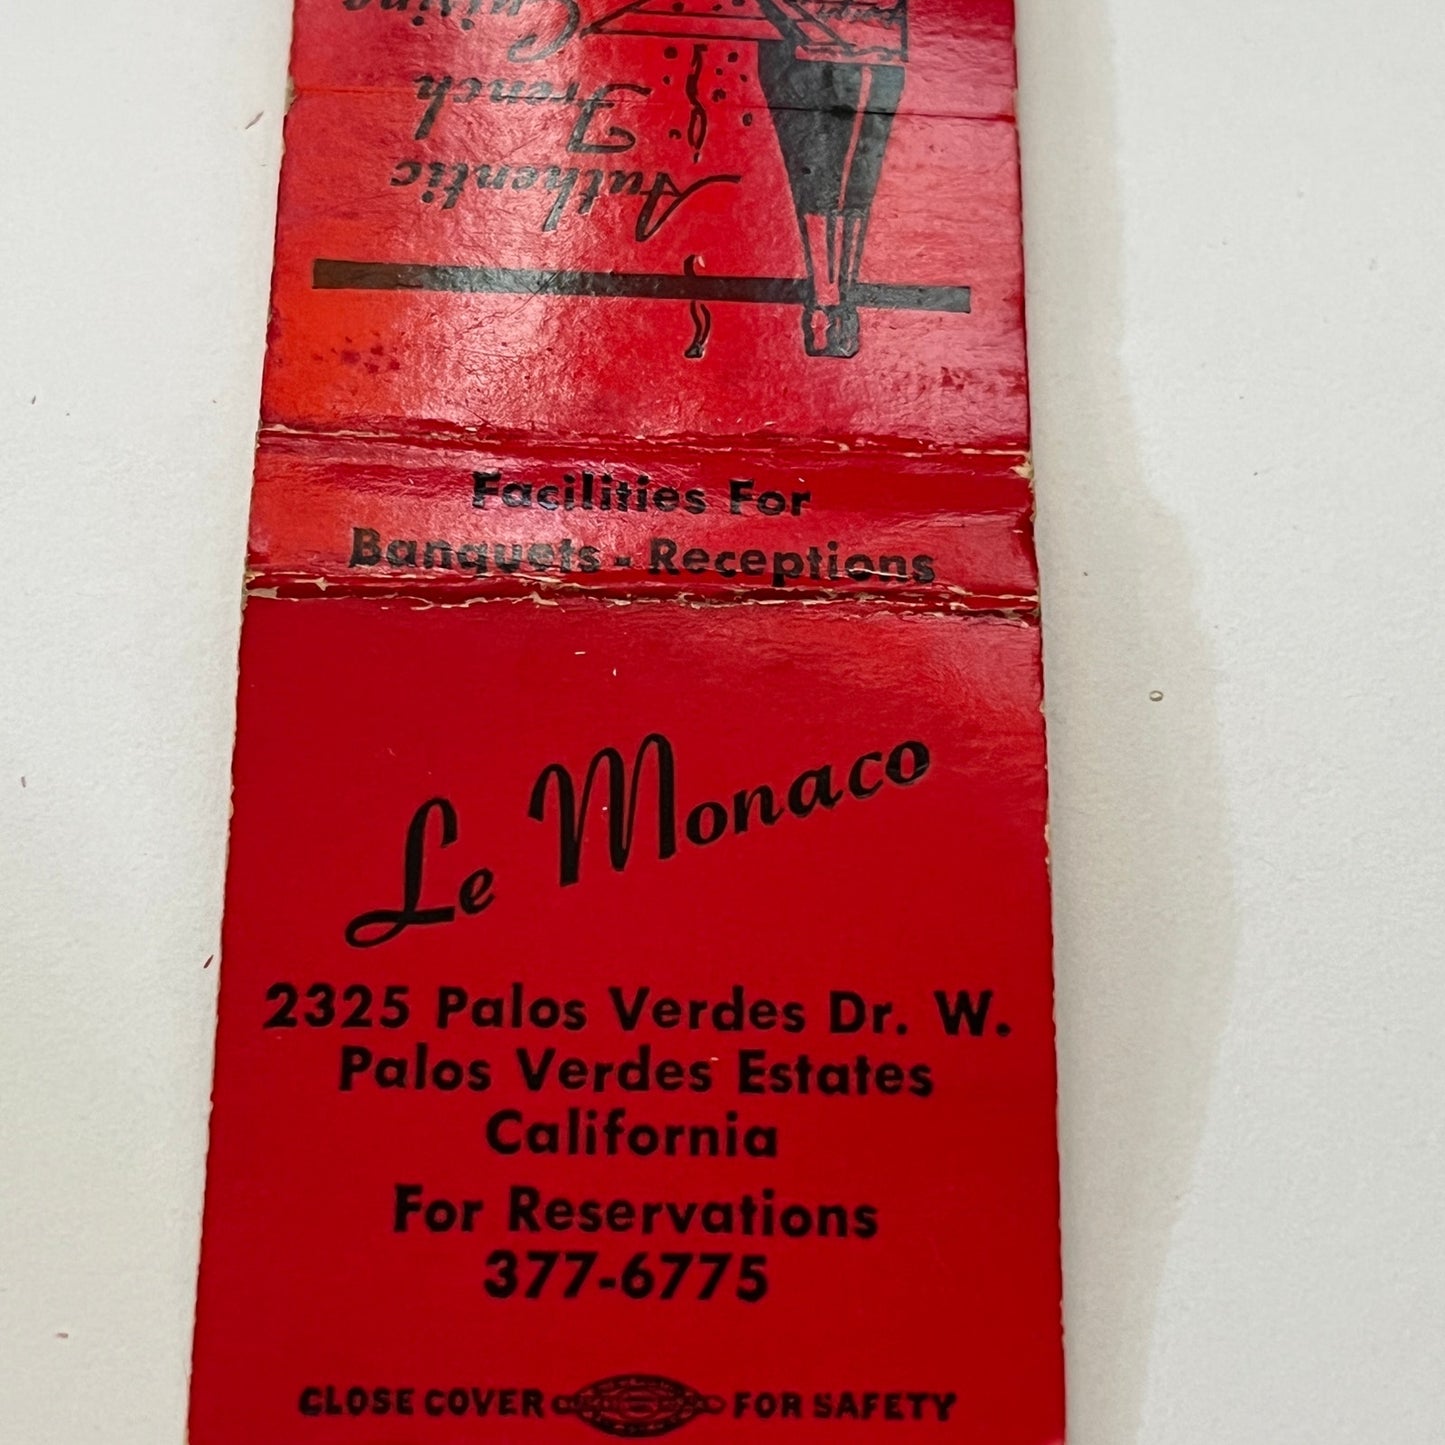 Authentic
French
Cuisine
Facilities For
Banquets - Receptions
Le Monaco
2325 Palos Verdes Dr. W.
Palos Verdes Estates
California
For Reservations
377-6775
CLOSE COVER FOR SAFETY